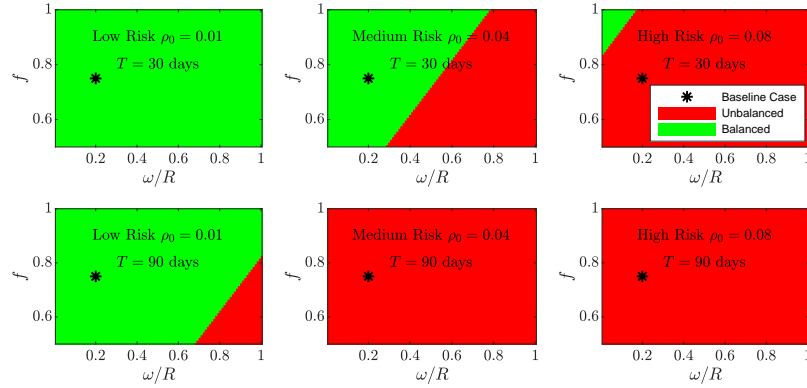 Low Risk ρ₀ = 0.01
T = 30 days
1
0.8
0.6
f
0.2 0.4 0.6 0.8 1
ω/R
Medium Risk ρ₀ = 0.04
T = 30 days
1
0.8
0.6
f
0.2 0.4 0.6 0.8 1
ω/R
High Risk ρ₀ = 0.08
T = 30 days
1
0.8
0.6
f
Baseline Case
Unbalanced
Balanced
0.2 0.4 0.6 0.8 1
ω/R
Low Risk ρ₀ = 0.01
T = 90 days
1
0.8
0.6
f
0.2 0.4 0.6 0.8 1
ω/R
Medium Risk ρ₀ = 0.04
T = 90 days
1
0.8
0.6
f
0.2 0.4 0.6 0.8 1
ω/R
High Risk ρ₀ = 0.08
T = 90 days
1
0.8
0.6
f
0.2 0.4 0.6 0.8 1
ω/R